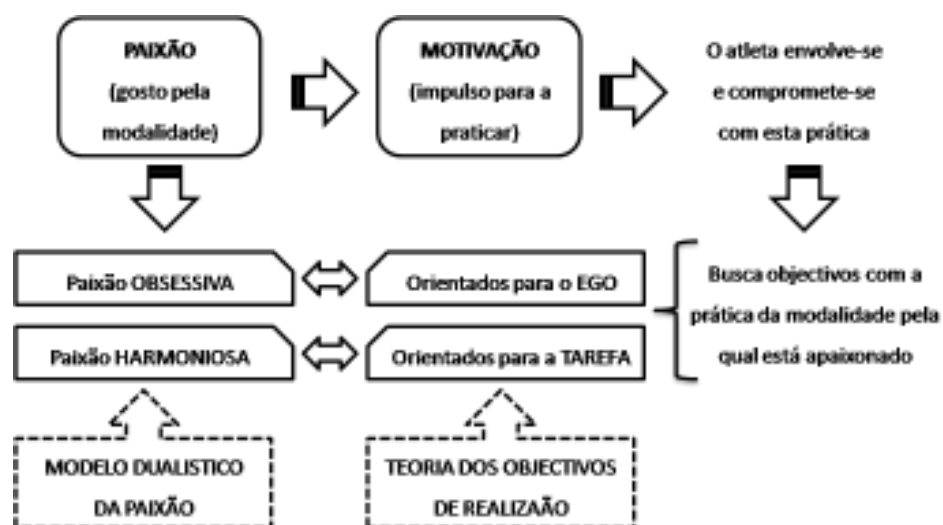 PAIXÃO
(gosto pela
modalidade)
MOTIVAÇÃO
(impulso para a
praticar)
O atleta envolve-se
e compromete-se
com esta prática
Paixão OBSESSIVA
Orientados para o EGO
Paixão HARMONIOSA
Orientados para a TAREFA
Busca objectivos com a
prática da modalidade pela
qual está apaixonado
MODELO DUALISTICO
DA PAIXÃO
TEORIA DOS OBJECTIVOS
DE REALIZAÃO